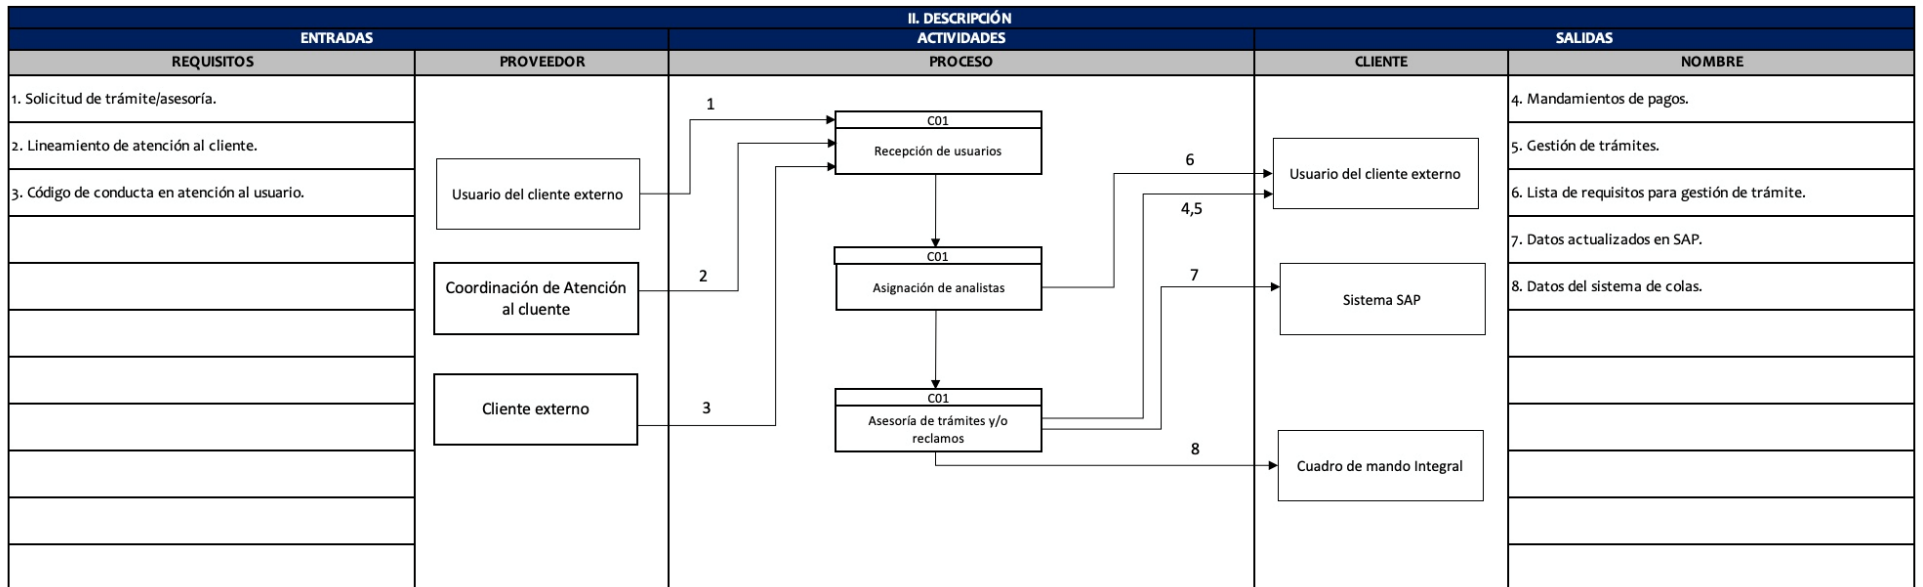 II. DESCRIPCIÓN
ENTRADAS
ACTIVIDADES
SALIDAS
REQUISITOS
PROVEEDOR
PROCESO
CLIENTE
NOMBRE
1. Solicitud de trámite/asesoría.
2. Lineamiento de atención al cliente.
3. Código de conducta en atención al usuario.
Usuario del cliente externo
Coordinación de Atención
al cluente
Cliente externo
1
2
3
C01
Recepción de usuarios
C01
Asignación de analistas
C01
Asesoría de trámites y/o
reclamos
6
4,5
7
8
Usuario del cliente externo
Sistema SAP
Cuadro de mando Integral
4. Mandamientos de pagos.
5. Gestión de trámites.
6. Lista de requisitos para gestión de trámite.
7. Datos actualizados en SAP.
8. Datos del sistema de colas.